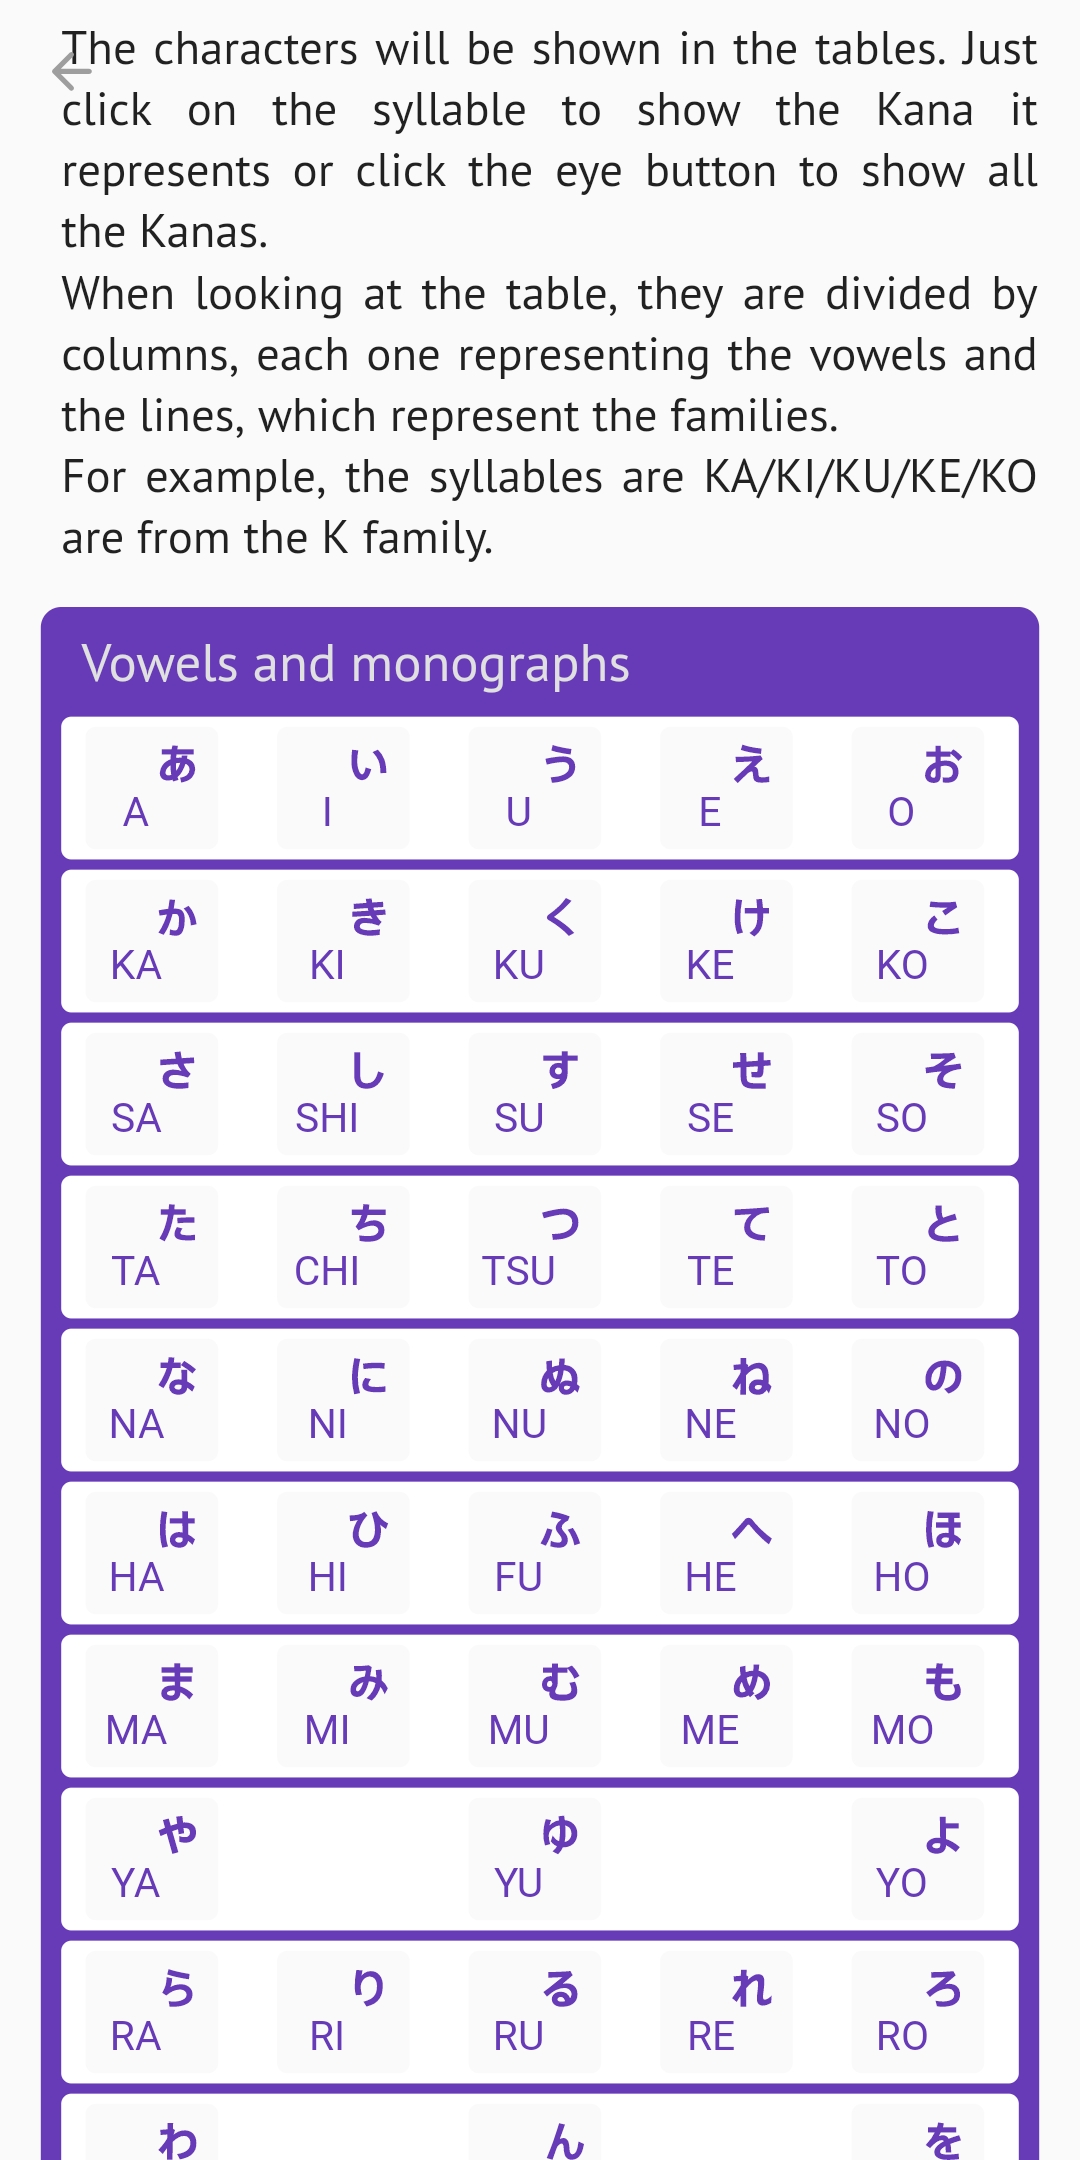 The characters will be shown in the tables. Just
click on the syllable to show the Kana it
represents or click the eye button to show all
the Kanas.
When looking at the table, they are divided by
columns, each one representing the vowels and
the lines, which represent the families.
For example, the syllables are KA/KI/KU/KE/KO
are from the K family.
Vowels and monographs
あ い う え お
A I U E O
か き く け こ
KA KI KU KE KO
さ し す せ そ
SA SHI SU SE SO
た ち つ て と
TA CHI TSU TE TO
な に ぬ ね の
NA NI NU NE NO
は ひ ふ へ ほ
HA HI FU HE HO
ま み む め も
MA MI MU ME MO
や ゆ よ
YA YU YO
ら り る れ ろ
RA RI RU RE RO
わ ん を